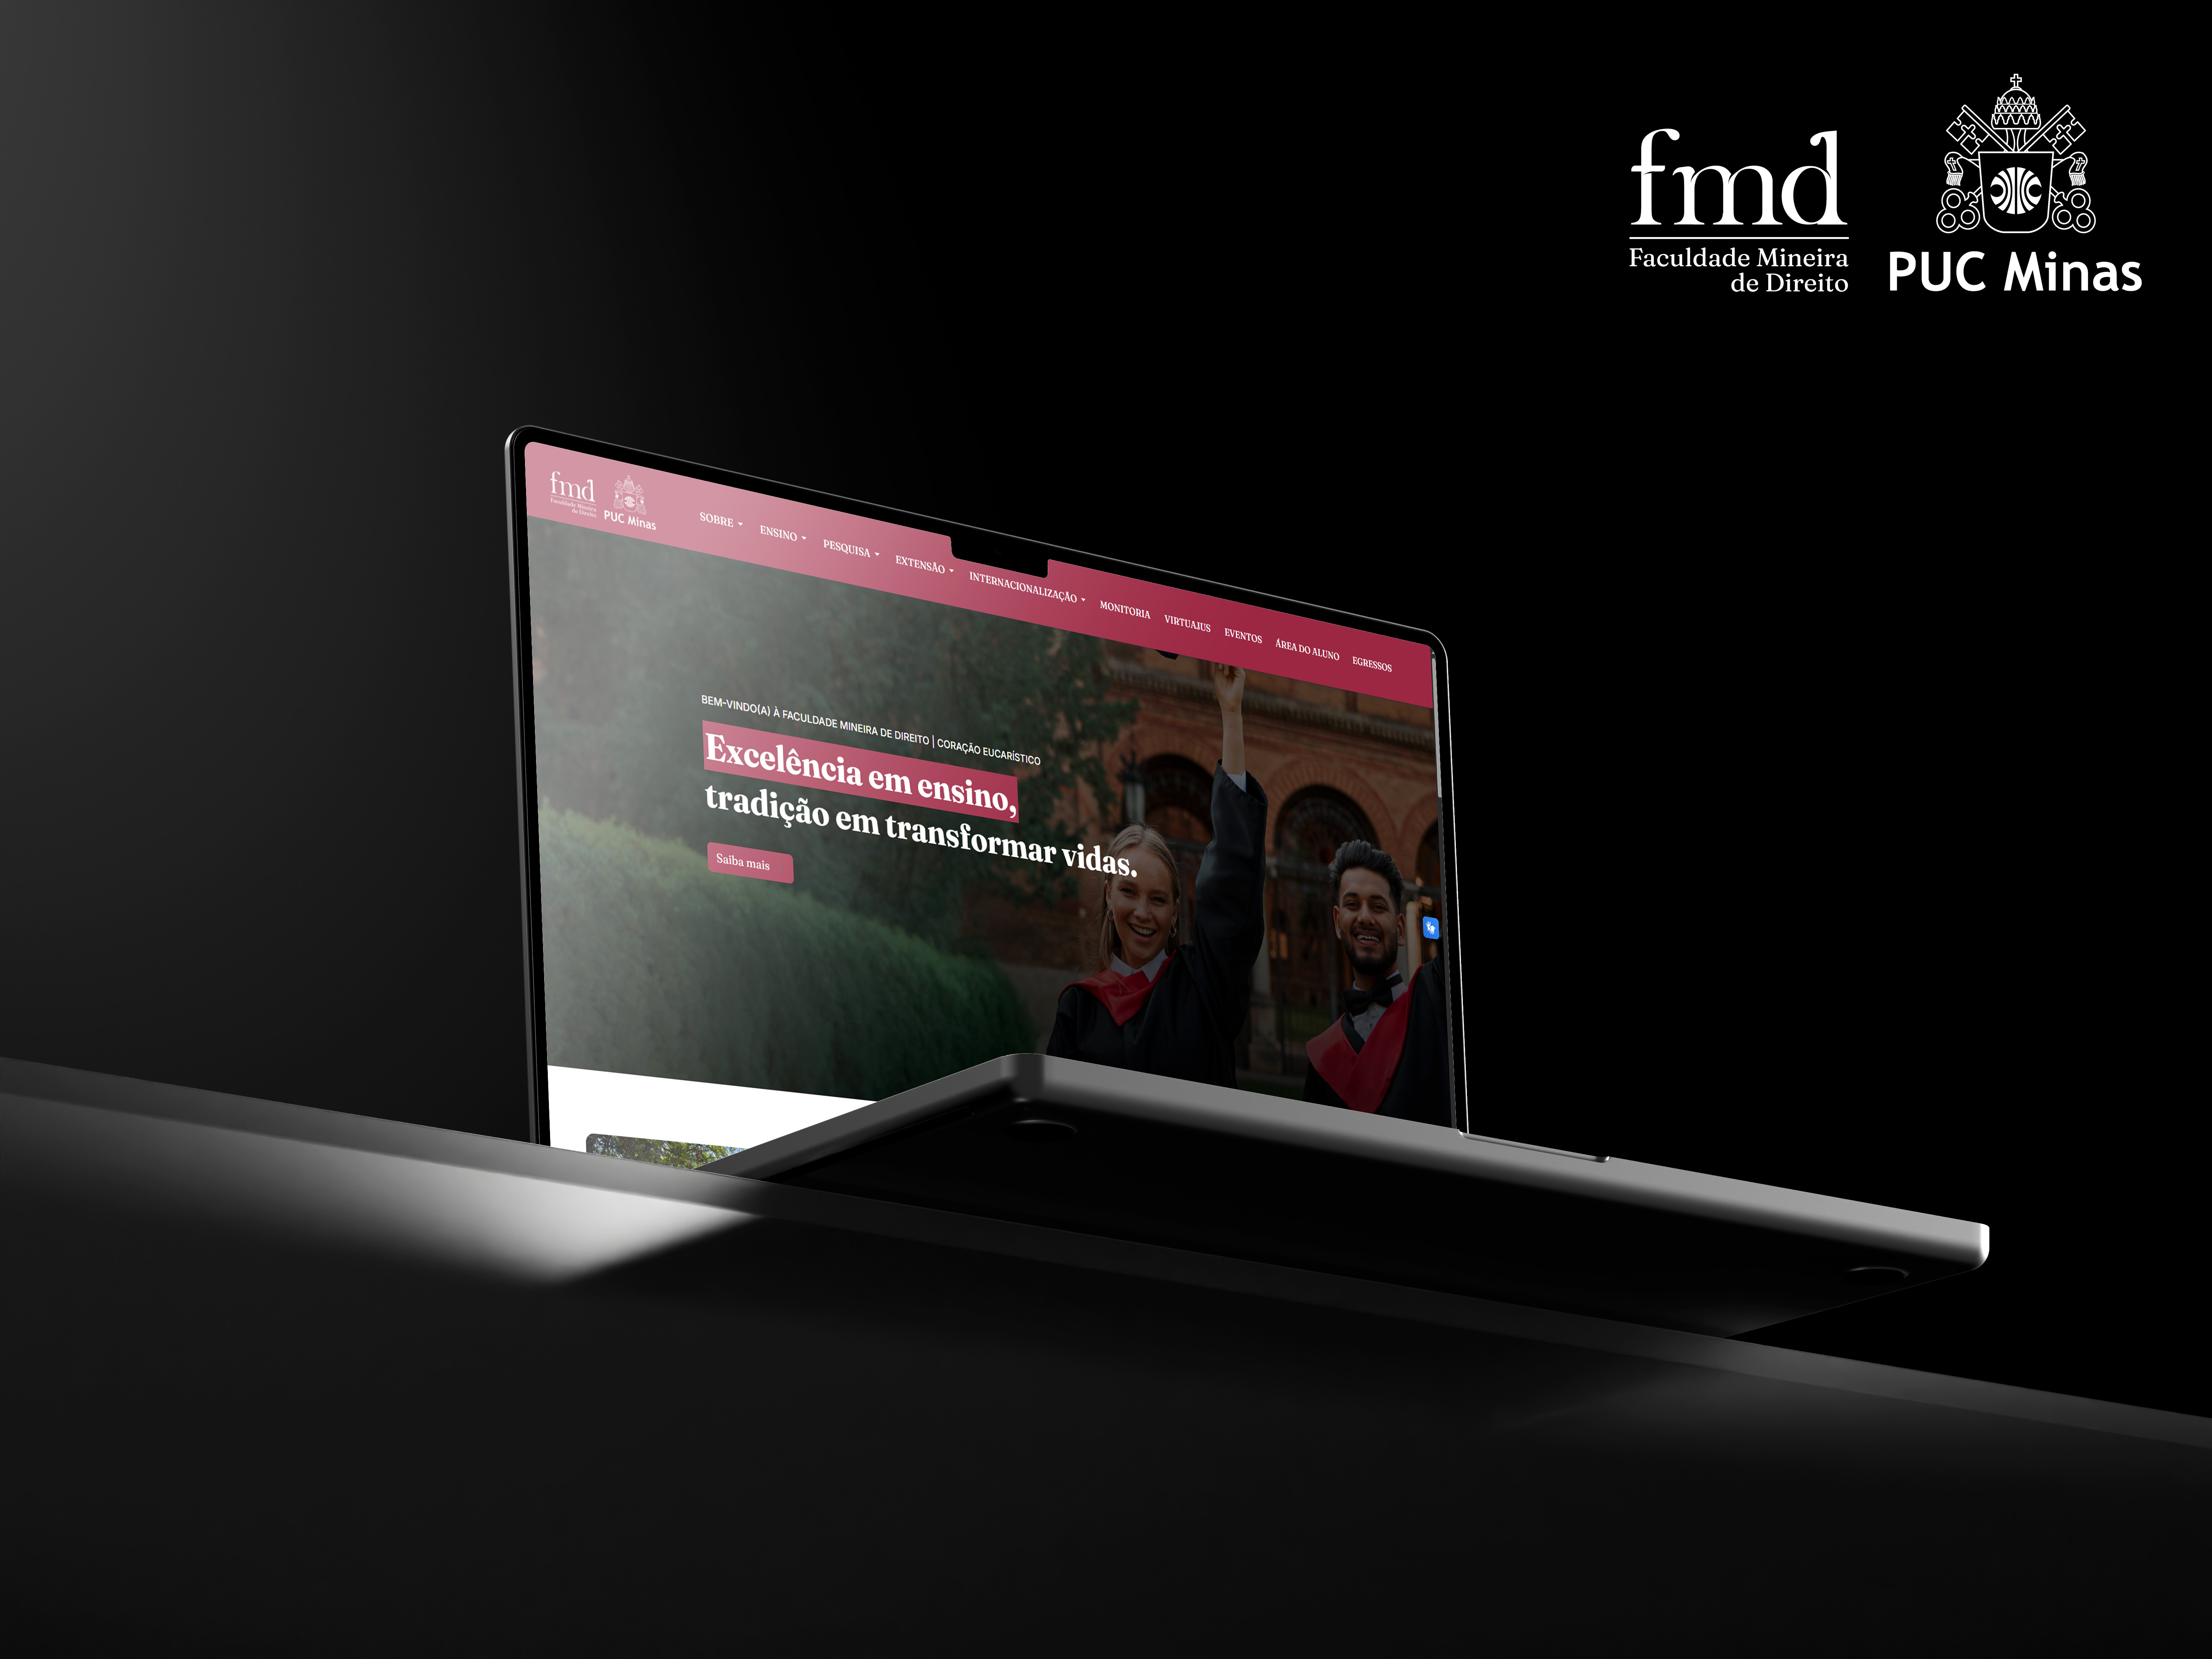 fmd
Faculdade Mineira
de Direito
PUC Minas
fmd
Faculdade Mineira
de Direito
PUC Minas
SOBRE
ENSINO
PESQUISA
EXTENSÃO
INTERNACIONALIZAÇÃO
MONITORIA
VIRTUAJUS
EVENTOS
ÁREA DO ALUNO
EGRESSOS
BEM-VINDO(A) À FACULDADE MINEIRA DE DIREITO | CORAÇÃO EUCARÍSTICO
Excelência em ensino,
tradição em transformar vidas.
Saiba mais